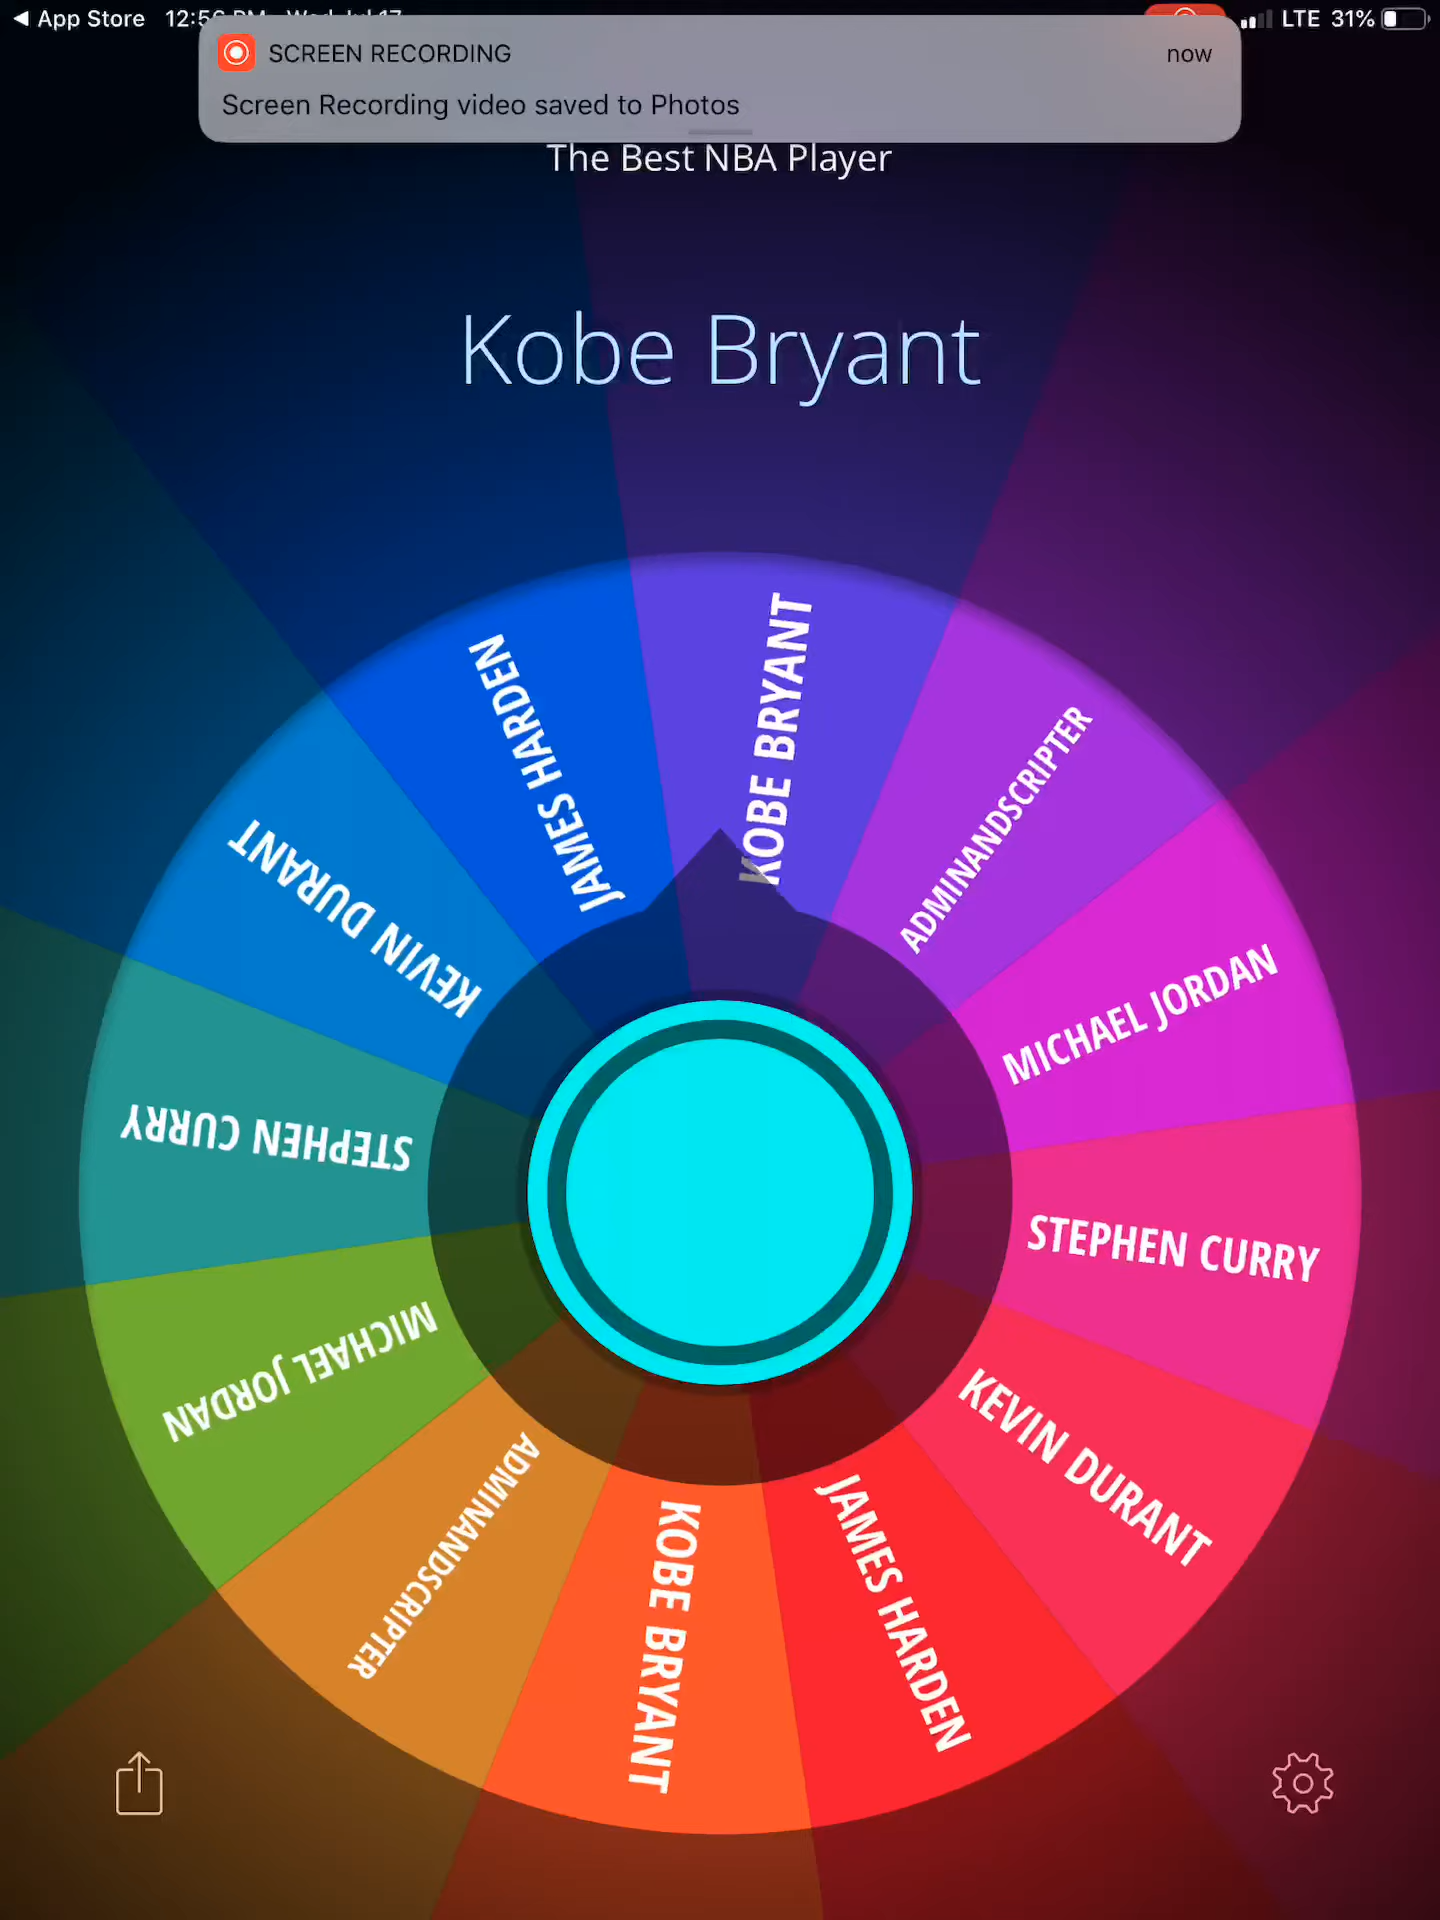 App Store
LTE 31%
SCREEN RECORDING
now
Screen Recording video saved to Photos
The Best NBA Player
Kobe Bryant
KOBE BRYANT
ADMINANDSCRIPTER
MICHAEL JORDAN
STEPHEN CURRY
KEVIN DURANT
JAMES HARDEN
KOBE BRYANT
ADMINANDSCRIPTER
MICHAEL JORDAN
STEPHEN CURRY
KEVIN DURANT
JAMES HARDEN